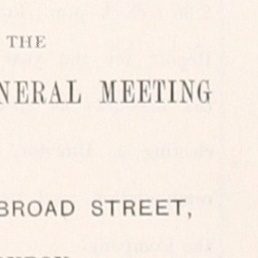 THE
NERAL MEETING
BROAD STREET,